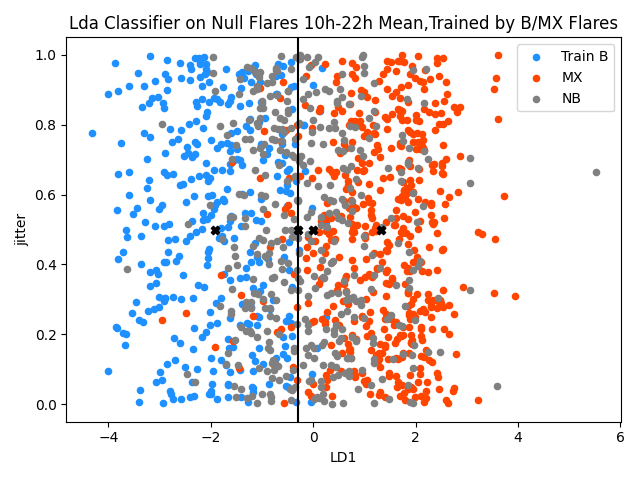 Lda Classifier on Null Flares 10h-22h Mean,Trained by B/MX Flares
Train B
MX
NB
jitter
1.0
0.8
0.6
0.4
0.2
0.0
−4
−2
0
2
4
6
LD1